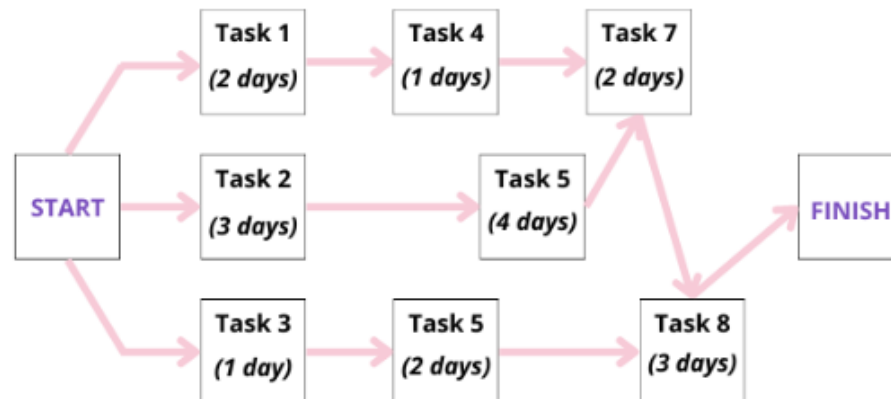 Task 1
(2 days)
Task 4
(1 days)
Task 7
(2 days)
START
Task 2
(3 days)
Task 5
(4 days)
FINISH
Task 3
(1 day)
Task 5
(2 days)
Task 8
(3 days)